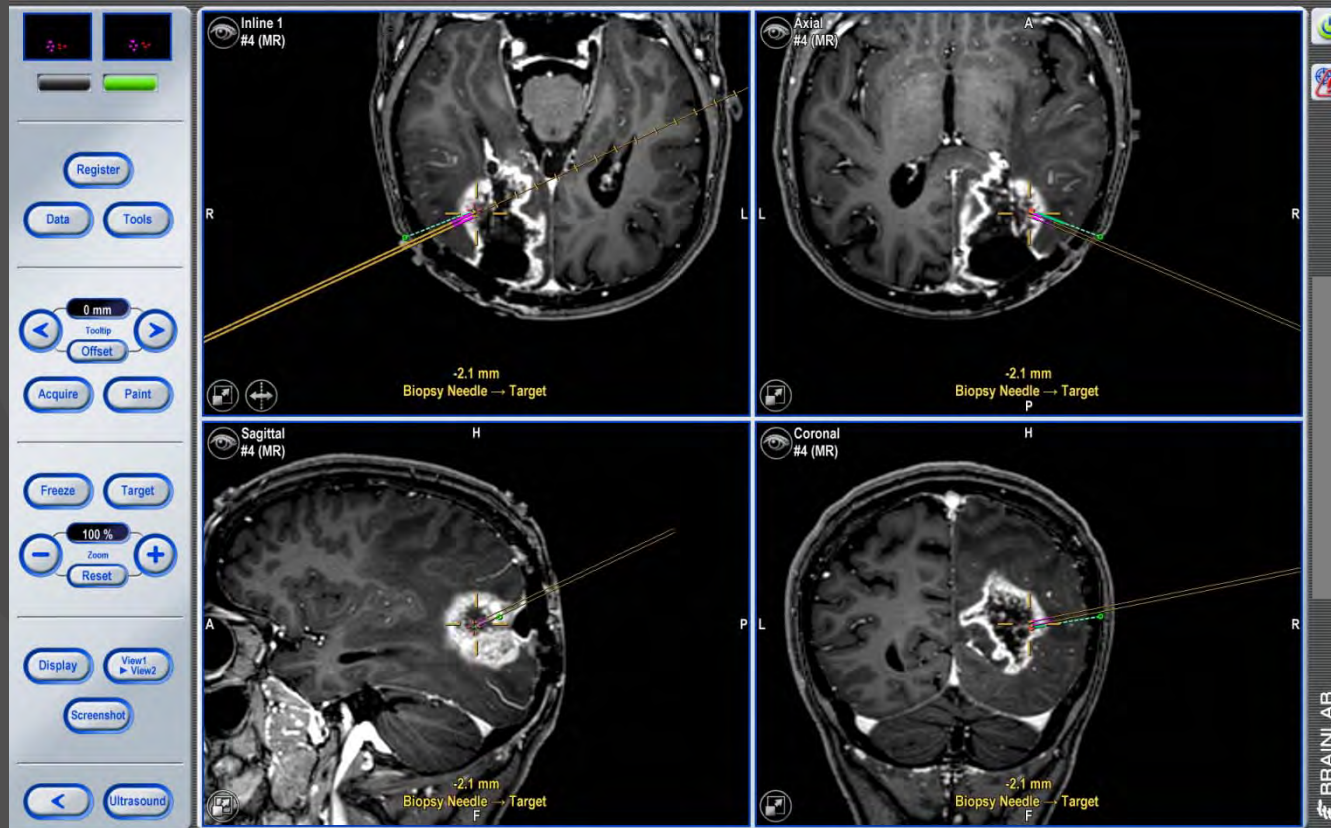 Register
Data
Tools
0 mm
Tooltip
Offset
Acquire
Paint
Freeze
Target
100 %
Zoom
Reset
Display
View1
► View2
Screenshot
Ultrasound
Inline 1
#4 (MR)
R
L
-2.1 mm
Biopsy Needle → Target
Axial
#4 (MR)
A
L
R
-2.1 mm
Biopsy Needle → Target
P
Sagittal
#4 (MR)
H
A
P
-2.1 mm
Biopsy Needle → Target
F
Coronal
#4 (MR)
H
L
R
-2.1 mm
Biopsy Needle → Target
F
BRAINLAB